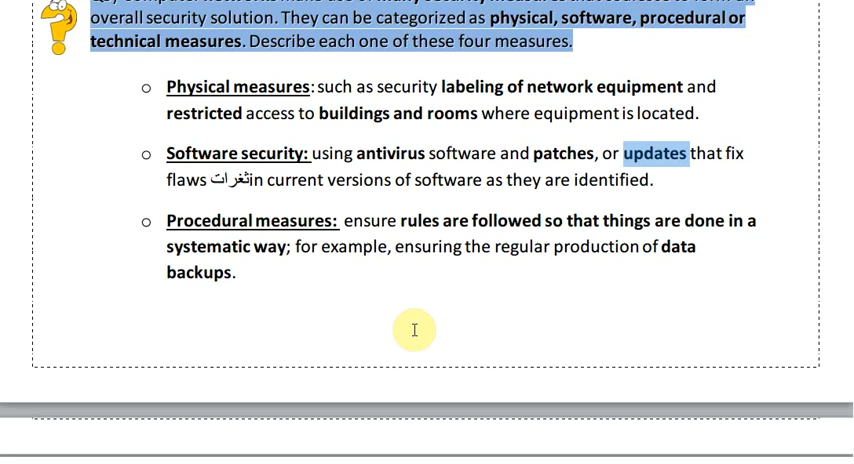 overall security solution. They can be categorized as physical, software, procedural or
technical measures. Describe each one of these four measures.
o Physical measures: such as security labeling of network equipment and
restricted access to buildings and rooms where equipment is located.
o Software security: using antivirus software and patches, or updates that fix
flaws ثغرات in current versions of software as they are identified.
o Procedural measures: ensure rules are followed so that things are done in a
systematic way; for example, ensuring the regular production of data
backups.